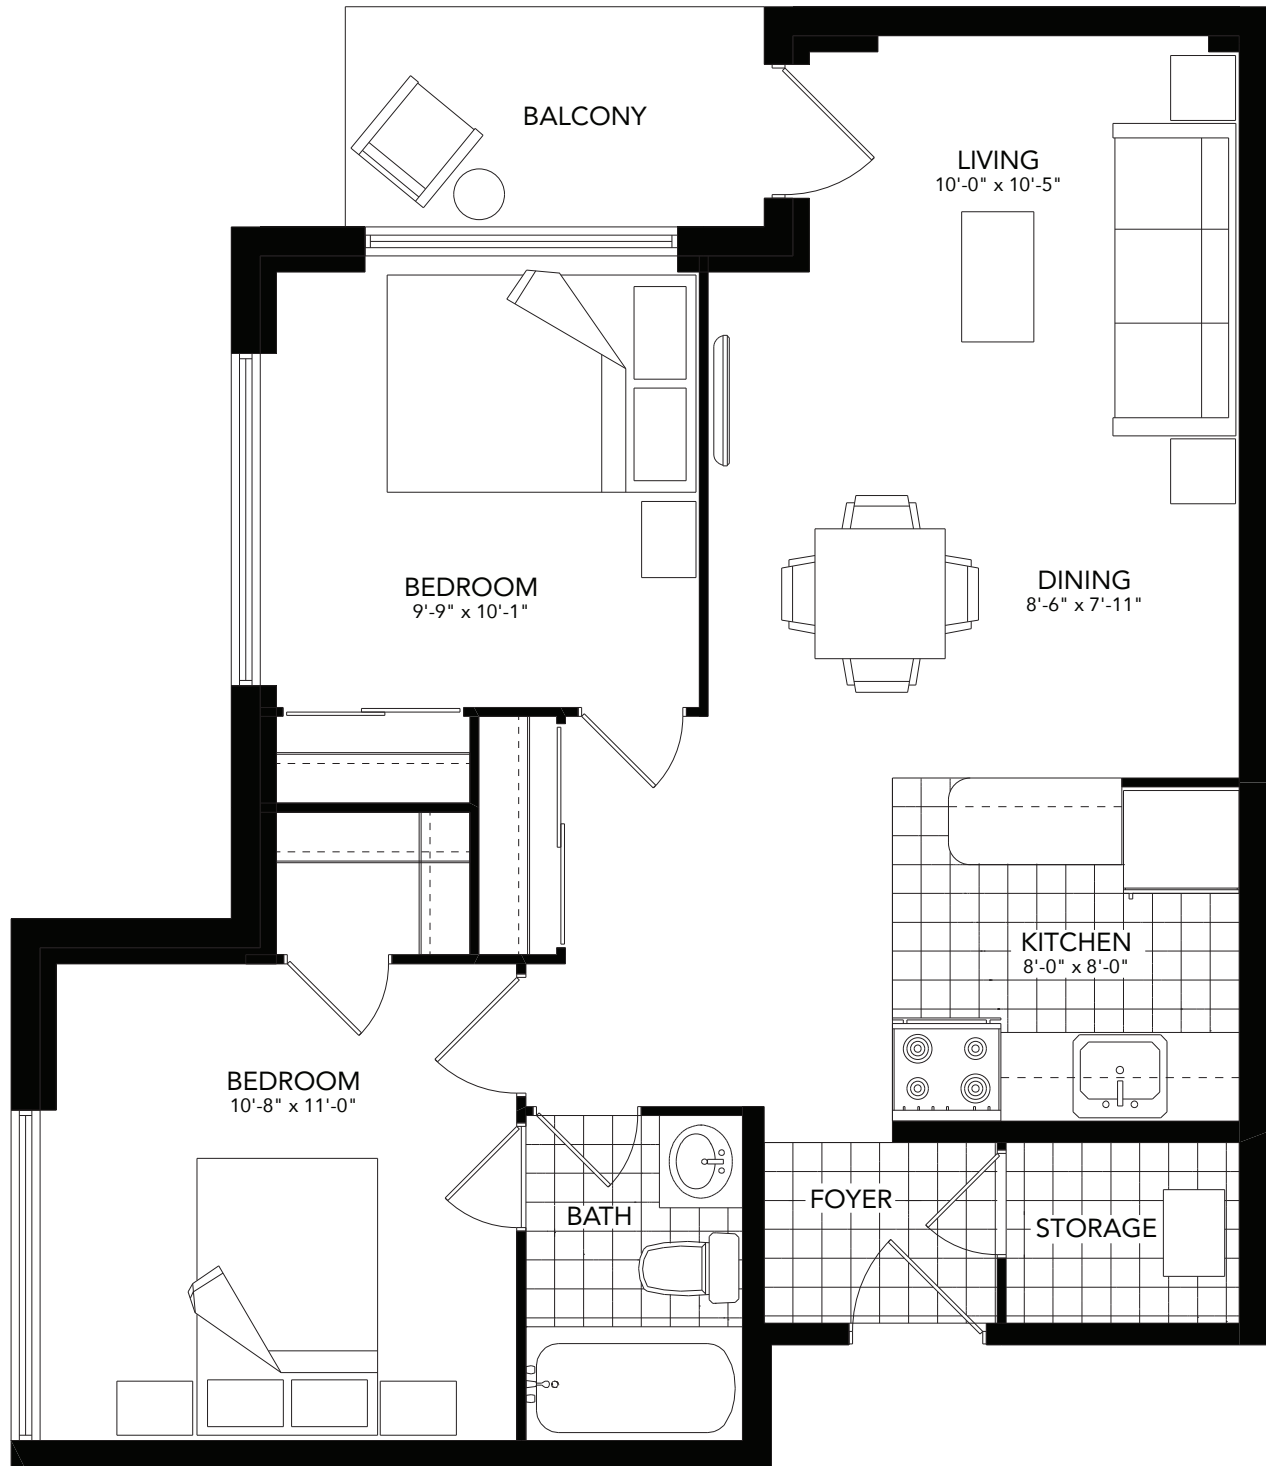 BALCONY
LIVING
10'-0" x 10'-5"
BEDROOM
9'-9" x 10'-1"
DINING
8'-6" x 7'-11"
KITCHEN
8'-0" x 8'-0"
BEDROOM
10'-8" x 11'-0"
BATH
FOYER
STORAGE